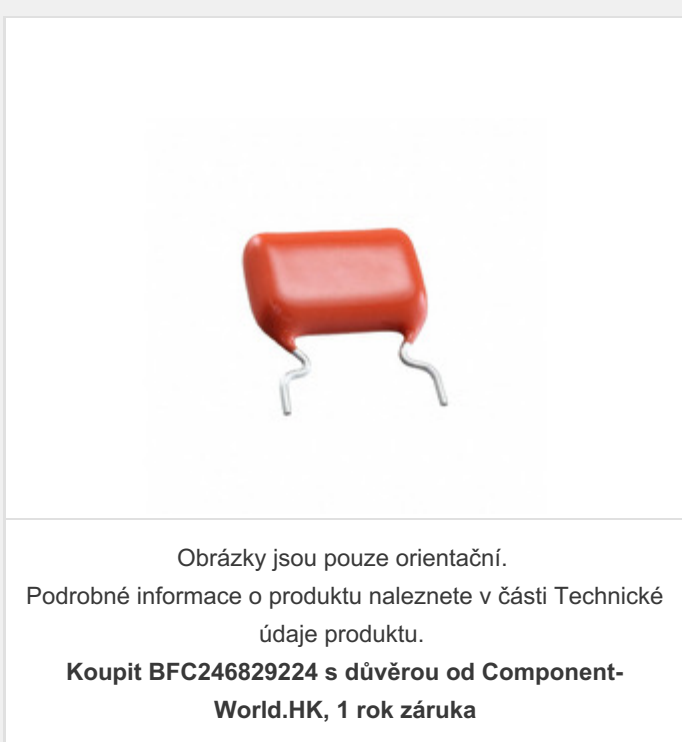 Obrázky jsou pouze orientační.
Podrobné informace o produktu naleznete v části Technické
údaje produktu.
Koupit BFC246829224 s důvěrou od Component-
World.HK, 1 rok záruka